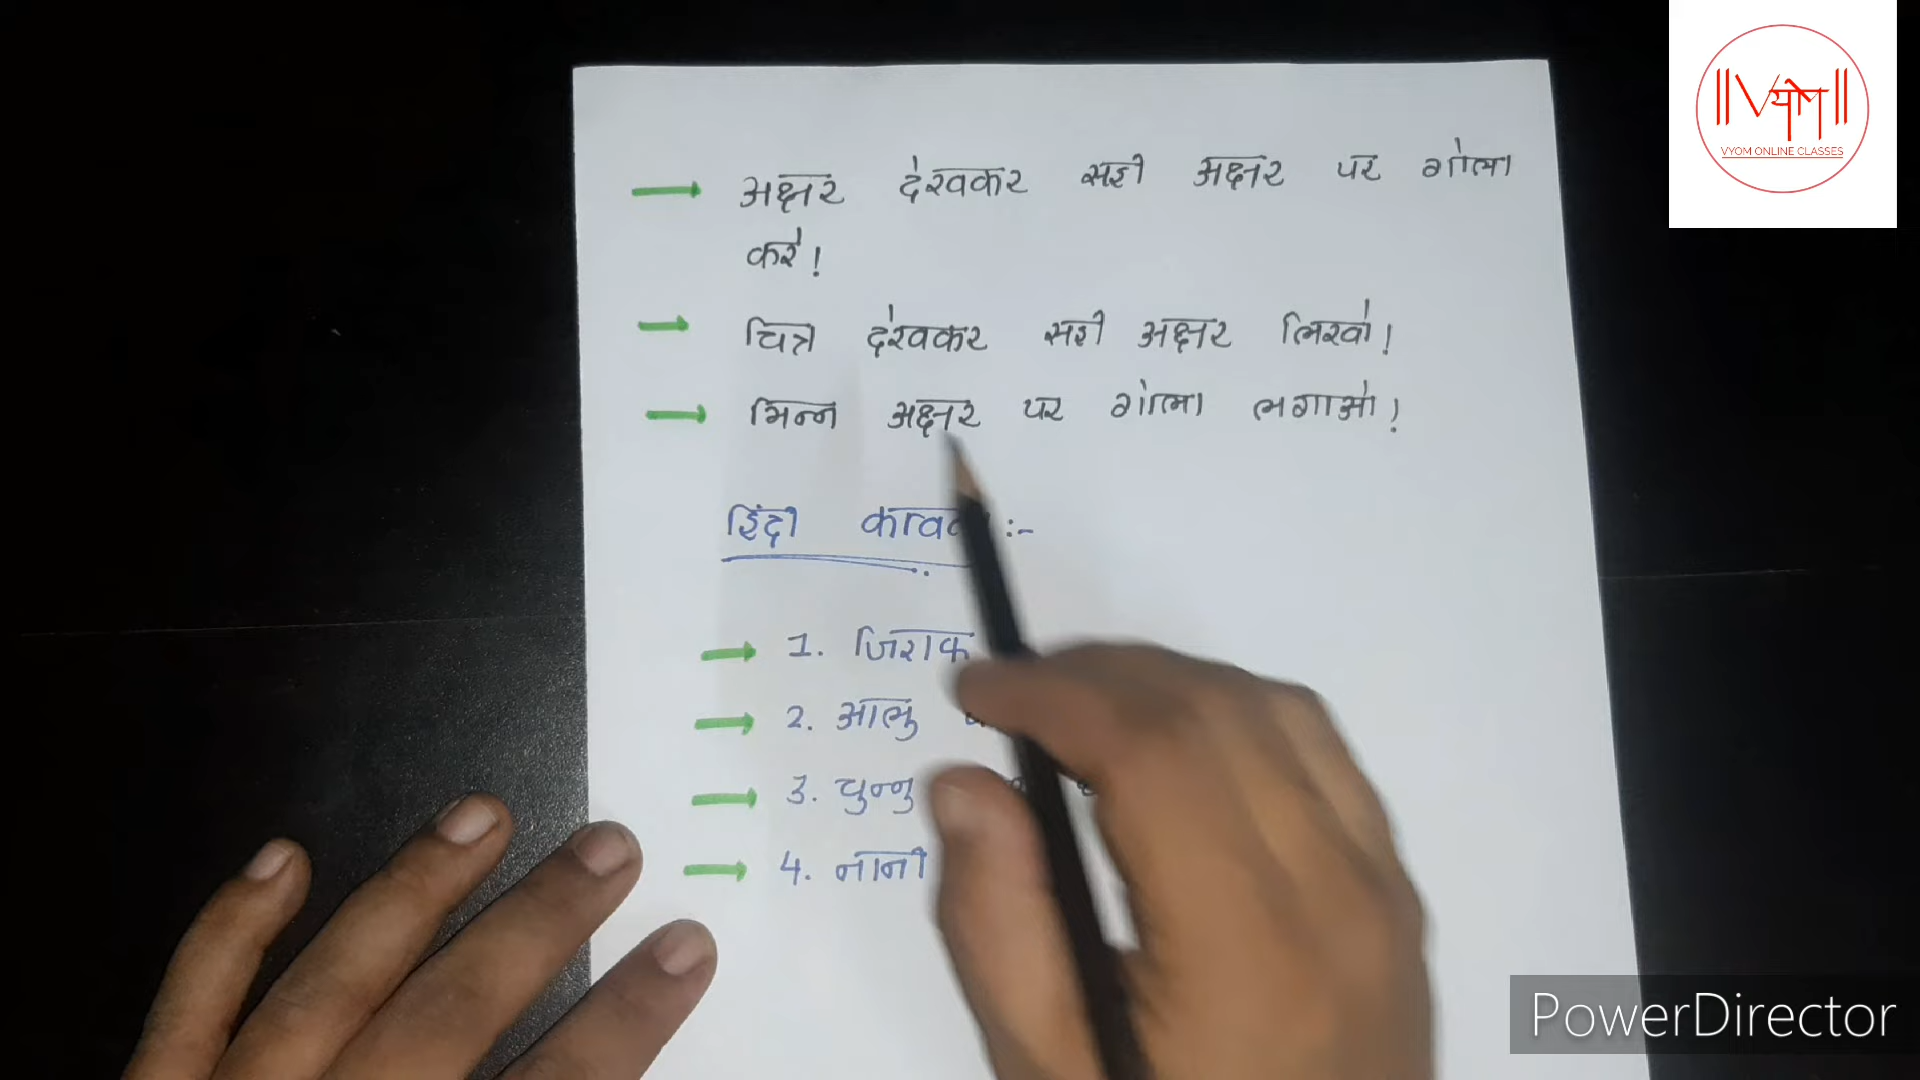 ||Vयोम||
VYOM ONLINE CLASSES
→ अक्षर देखकर सही अक्षर पर गोला
करे!
→ चित्र देखकर सही अक्षर लिखो!
→ भिन्न अक्षर पर गोला लगाओ!
हिंदी :-
→ 1. जिराफ
→ 2. आलु
→ 3. चुन्नु
→ 4. नानी
PowerDirector